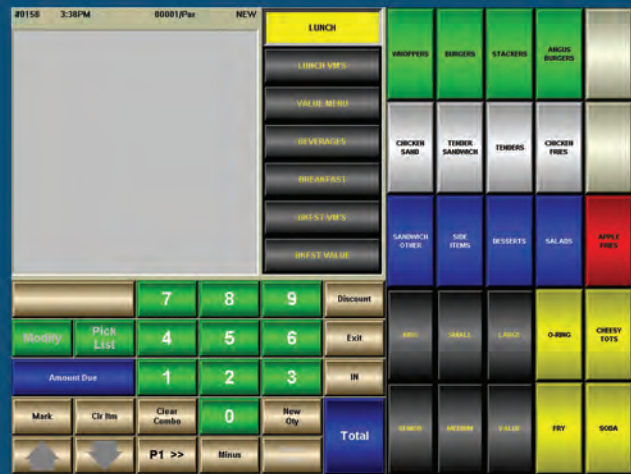 #0158 3:38PM 00001/Par NEW
LUNCH
LUNCH VM'S
VALUE MENU
BEVERAGES
BREAKFAST
BKFST VM'S
BKFST VALUE
WHOPPERS
BURGERS
STACKERS
ANGUS
BURGERS
CHICKEN
SAND
TENDER
SANDWICH
TENDERS
CHICKEN
FRIES
SANDWICH
OTHER
SIDE
ITEMS
DESSERTS
SALADS
APPLE
FRIES
KIDS
SMALL
LARGE
O-RING
CHEESY
TOTS
SENIOR
MEDIUM
VALUE
FRY
SODA
7 8 9 Discount
Modify
Pick
List
4 5 6 Exit
Amount Due
1 2 3 IN
Mark
Clr Itm
Clear
Combo
0
New
Qty
Total
P1 >>
Minus